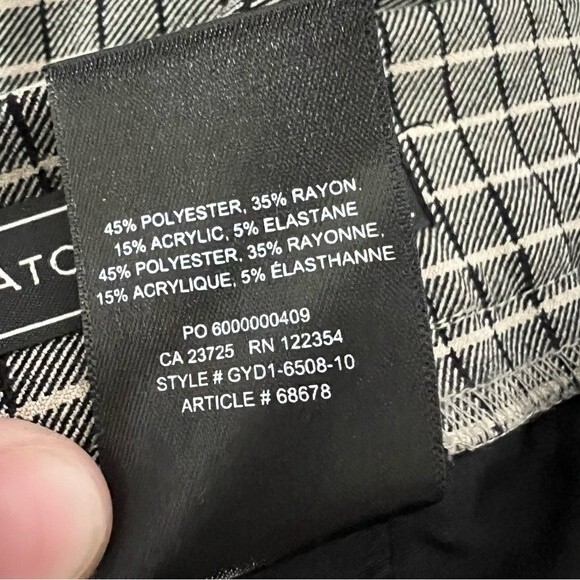 45% POLYESTER, 35% RAYON.
15% ACRYLIC, 5% ELASTANE
45% POLYESTER, 35% RAYONNE,
15% ACRYLIQUE, 5% ÉLASTHANNE
PO 6000000409
CA 23725 RN 122354
STYLE # GYD1-6508-10
ARTICLE # 68678